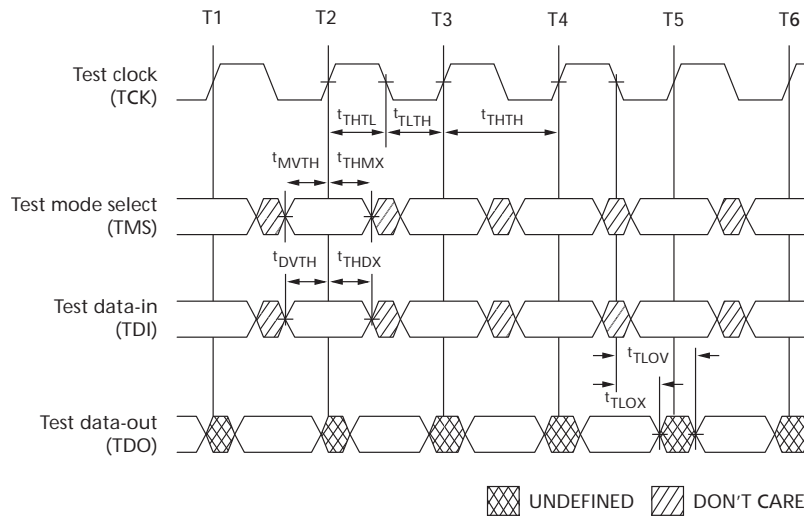 T1 T2 T3 T4 T5 T6
Test clock
(TCK)
tTHTL tTLTH tTHTH
tMVTH tTHMX
Test mode select
(TMS)
tDVTH tTHDX
Test data-in
(TDI)
tTLOV
tTLOX
Test data-out
(TDO)
UNDEFINED DON'T CARE